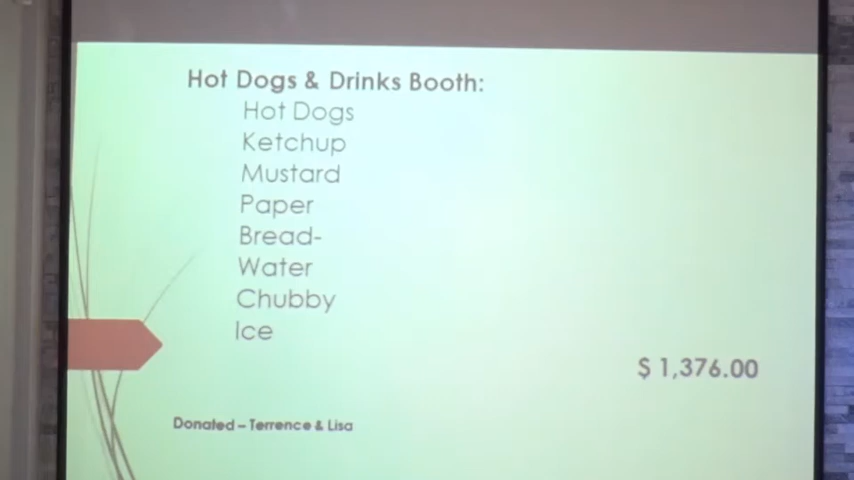 Hot Dogs & Drinks Booth:
Hot Dogs
Ketchup
Mustard
Paper
Bread-
Water
Chubby
Ice
$ 1,376.00
Donated – Terrence & Lisa